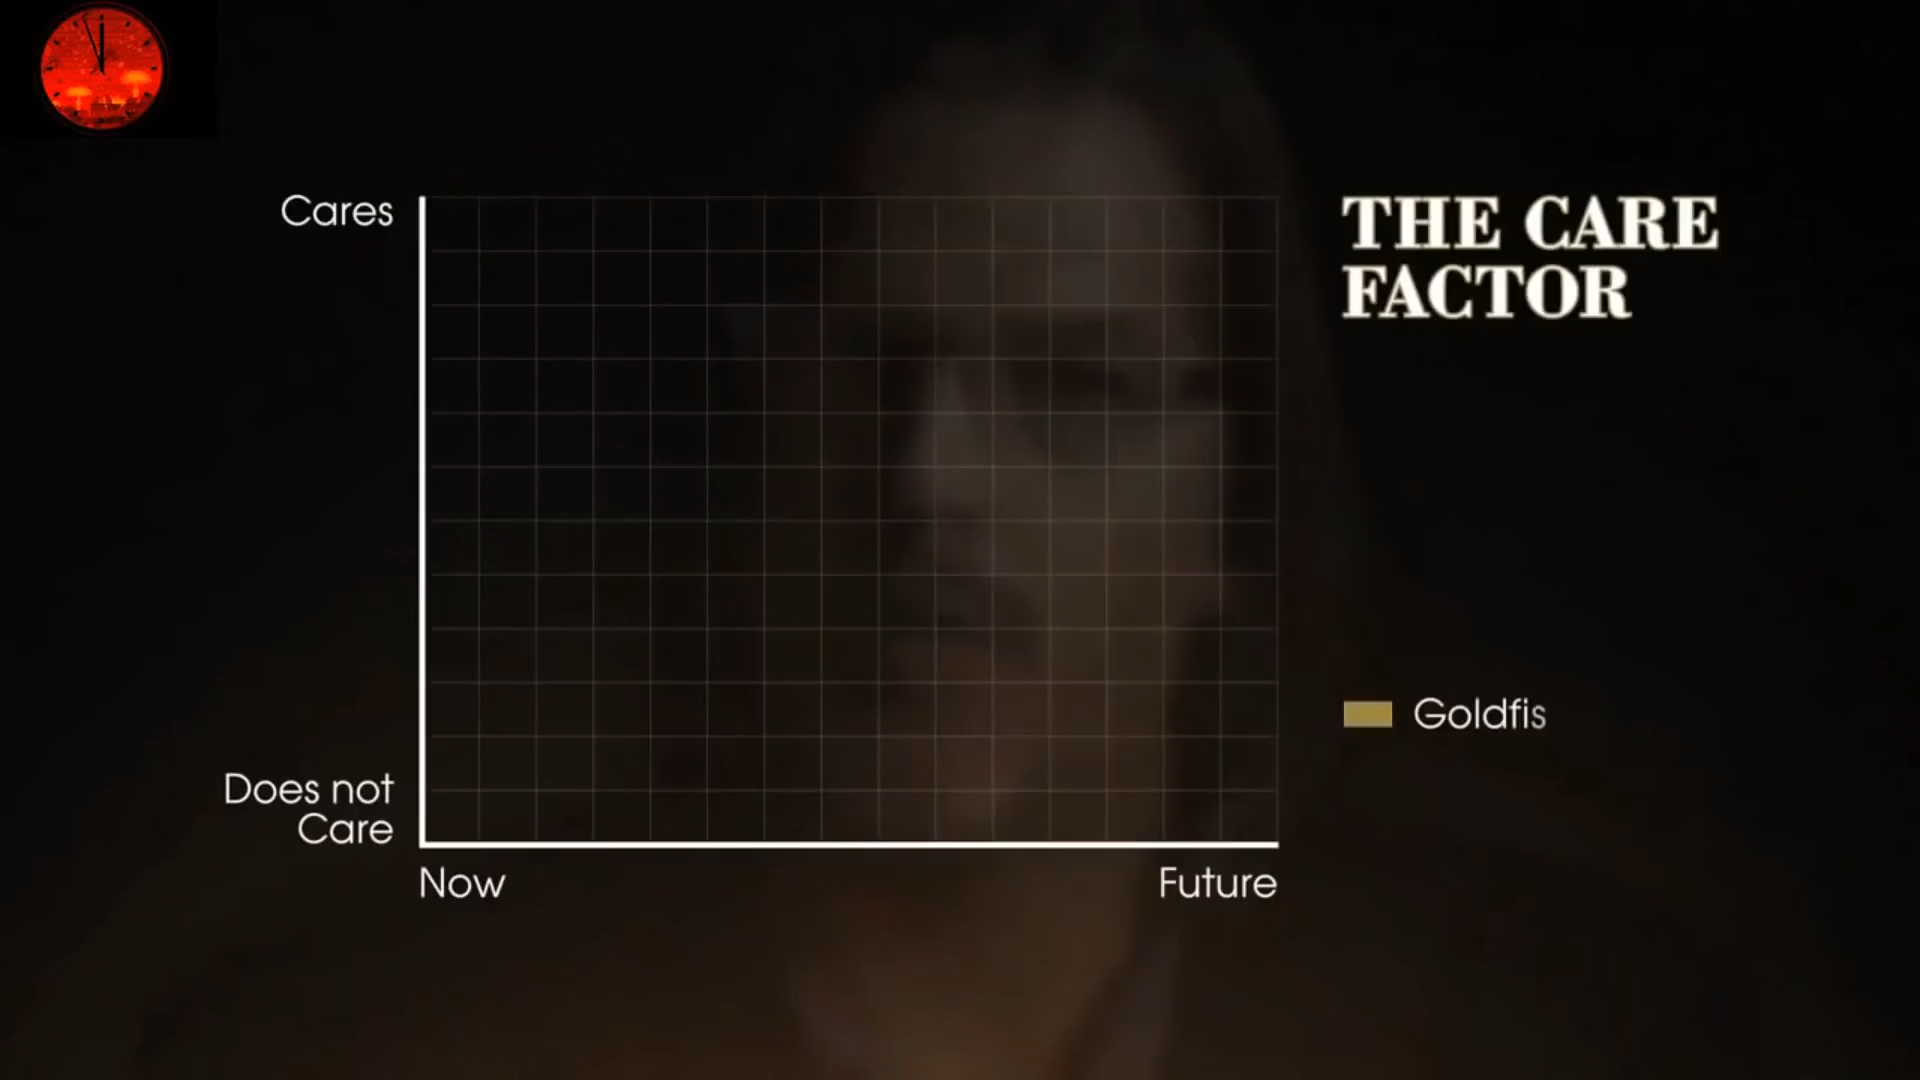 THE CARE
FACTOR
Cares
Does not
Care
Now
Future
Goldfis